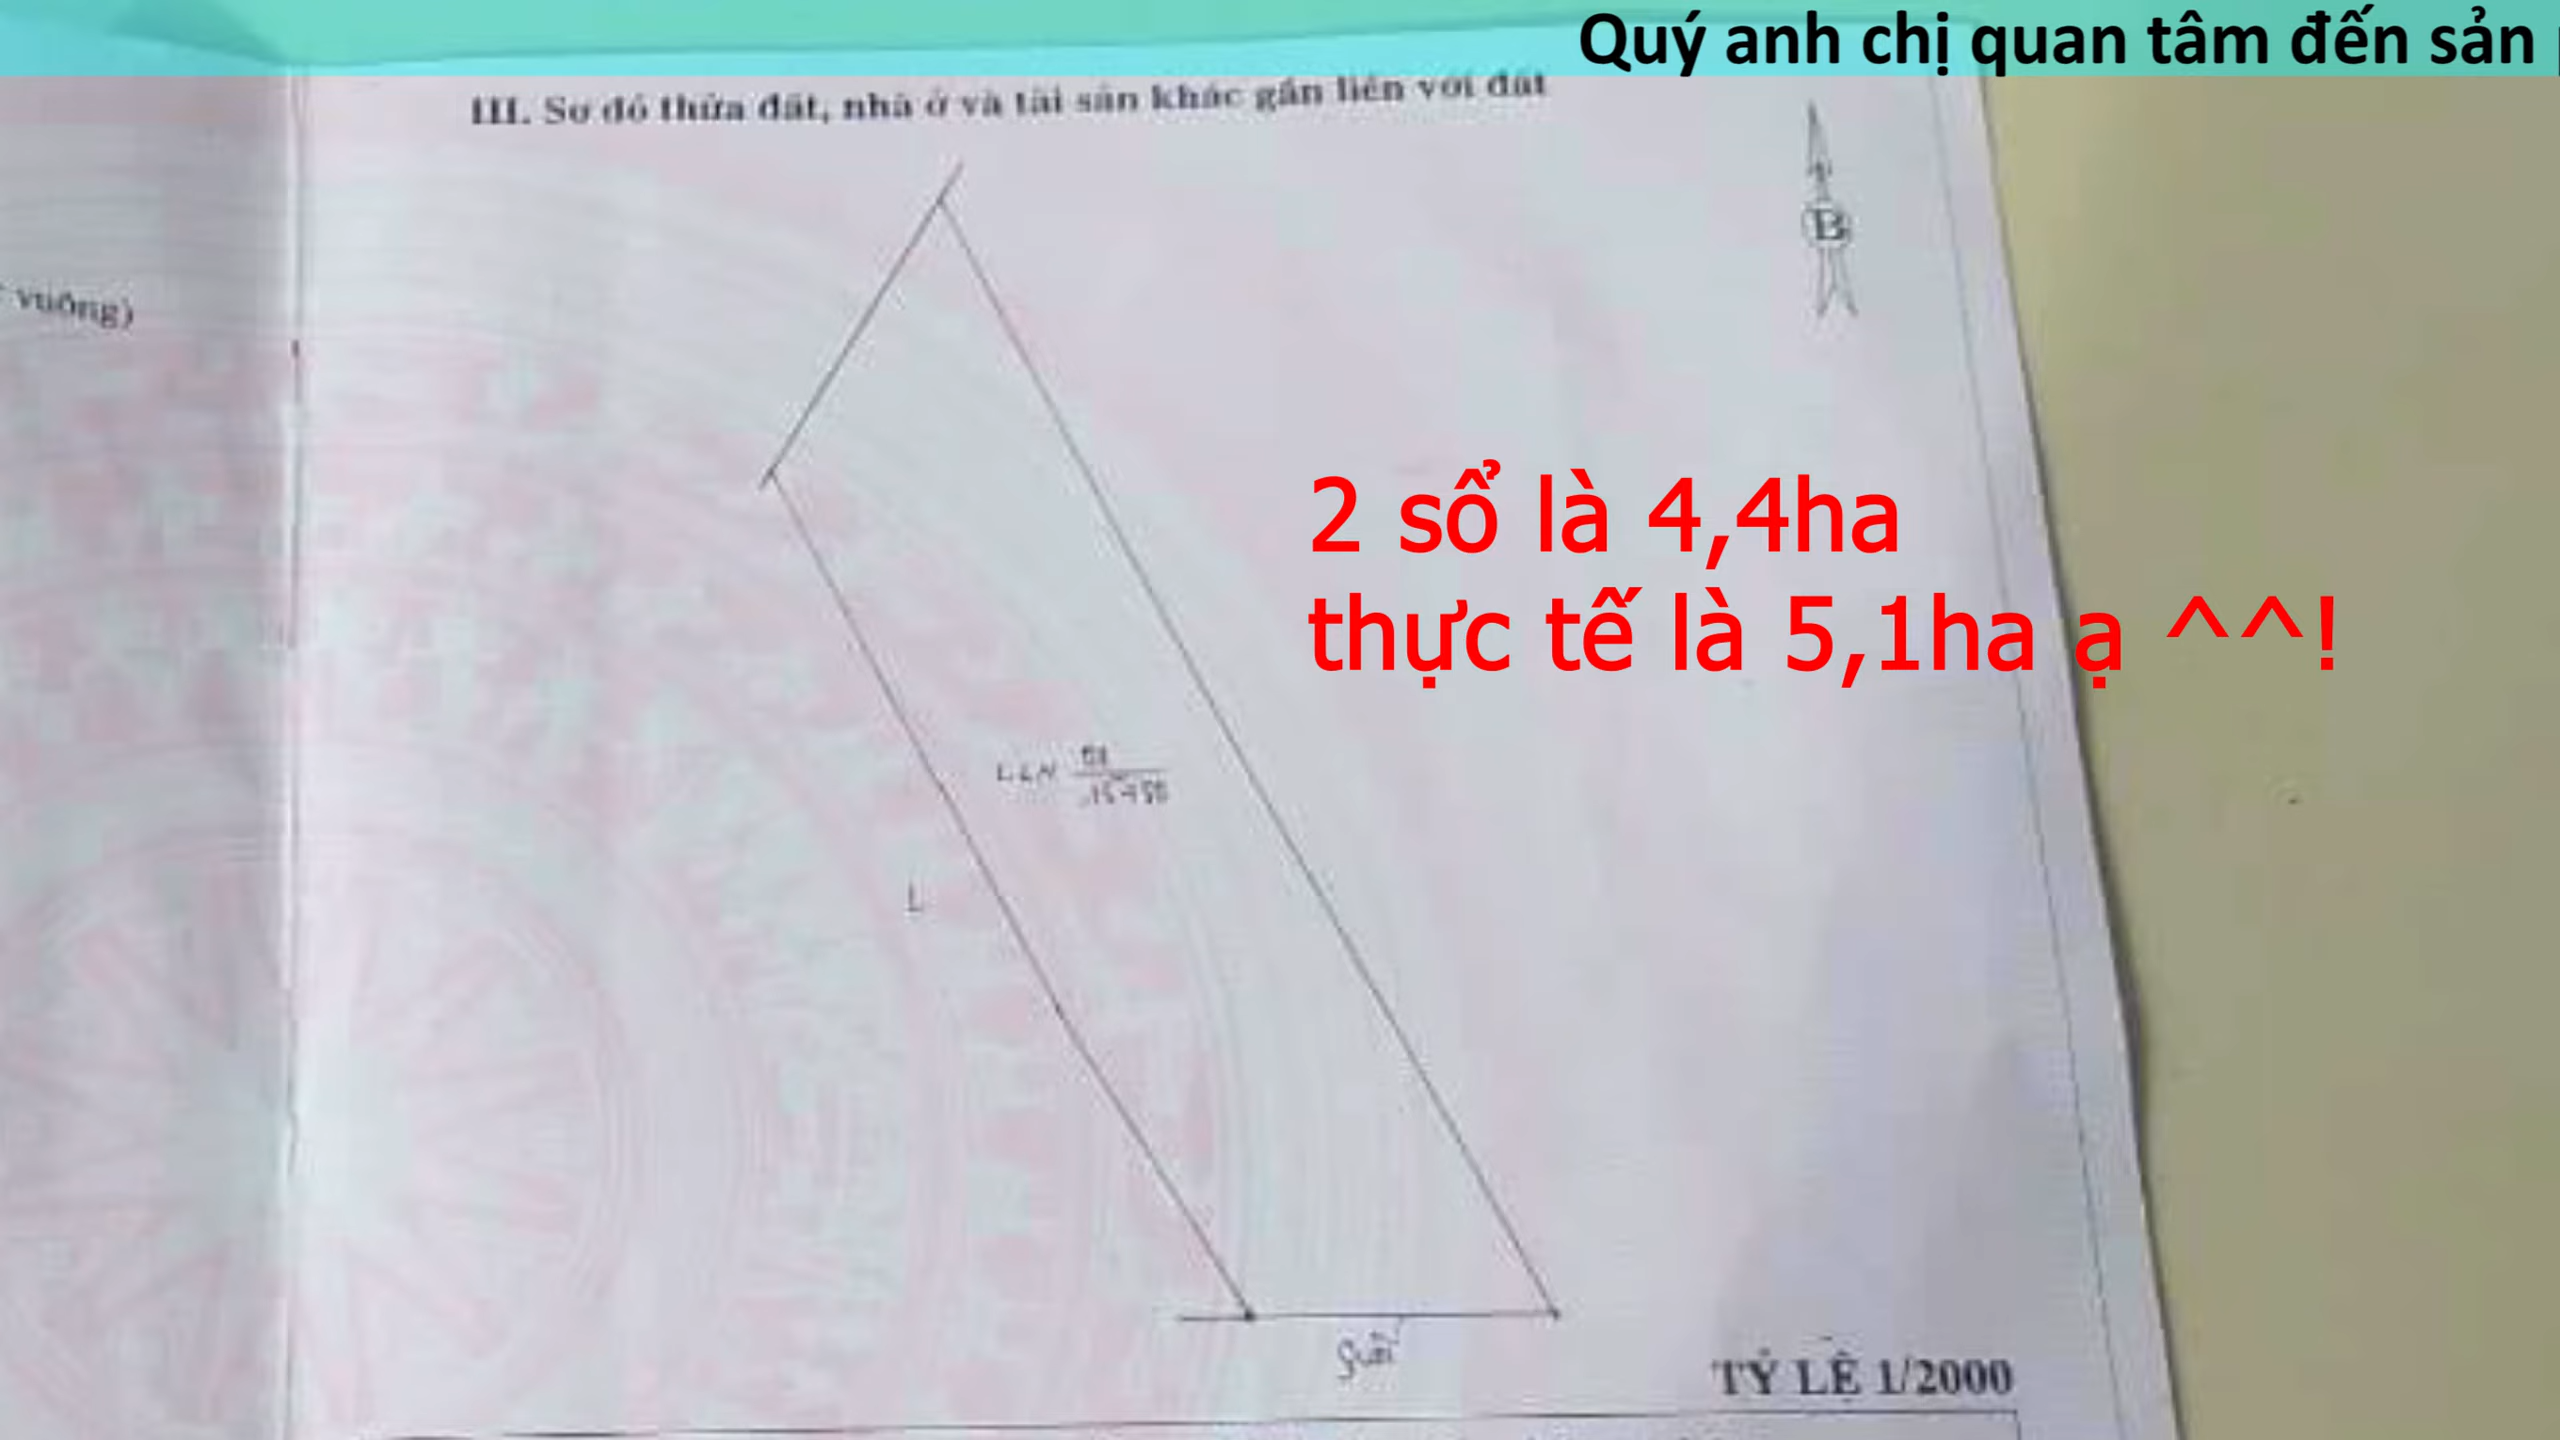 Quý anh chị quan tâm đến sản
III. Sơ đồ thửa đất, nhà ở và tài sản khác gắn liền với đất
B
vuông)
2 sổ là 4,4ha
thực tế là 5,1ha ạ ^^!
L
suối
TỶ LỆ 1/2000